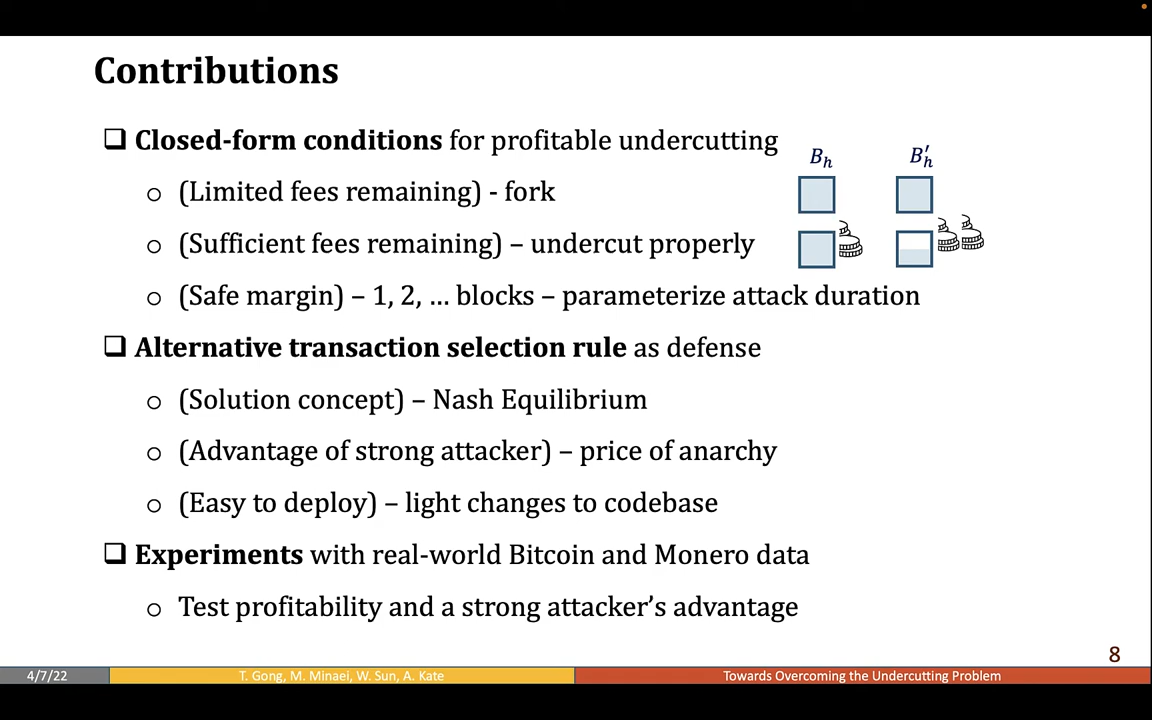 Contributions
❑ Closed-form conditions for profitable undercutting
B_h
B'_h
o (Limited fees remaining) - fork
o (Sufficient fees remaining) – undercut properly
o (Safe margin) – 1, 2, … blocks – parameterize attack duration
❑ Alternative transaction selection rule as defense
o (Solution concept) – Nash Equilibrium
o (Advantage of strong attacker) – price of anarchy
o (Easy to deploy) – light changes to codebase
❑ Experiments with real-world Bitcoin and Monero data
o Test profitability and a strong attacker’s advantage
8
4/7/22
T. Gong, M. Minaei, W. Sun, A. Kate
Towards Overcoming the Undercutting Problem